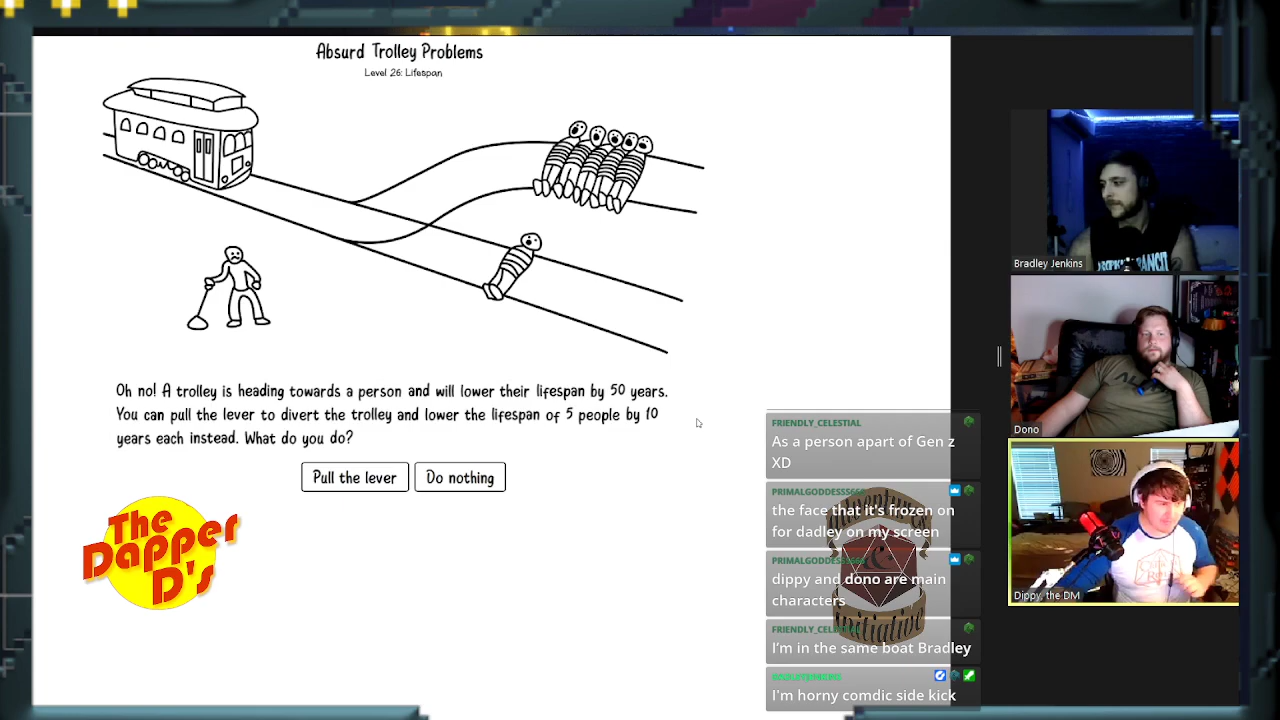 Absurd Trolley Problems
Level 26: Lifespan
Oh no! A trolley is heading towards a person and will lower their lifespan by 50 years.
You can pull the lever to divert the trolley and lower the lifespan of 5 people by 10
years each instead. What do you do?
Pull the lever
Do nothing
The
Dapper
D's
FRIENDLY_CELESTIAL
As a person apart of Gen z
XD
the face that it's frozen on
for dadley on my screen
dippy and dono are main
characters
I'm in the same boat Bradley
I'm horny comdic side kick
Bradley Jenkins
Dono
Dippy, the DM